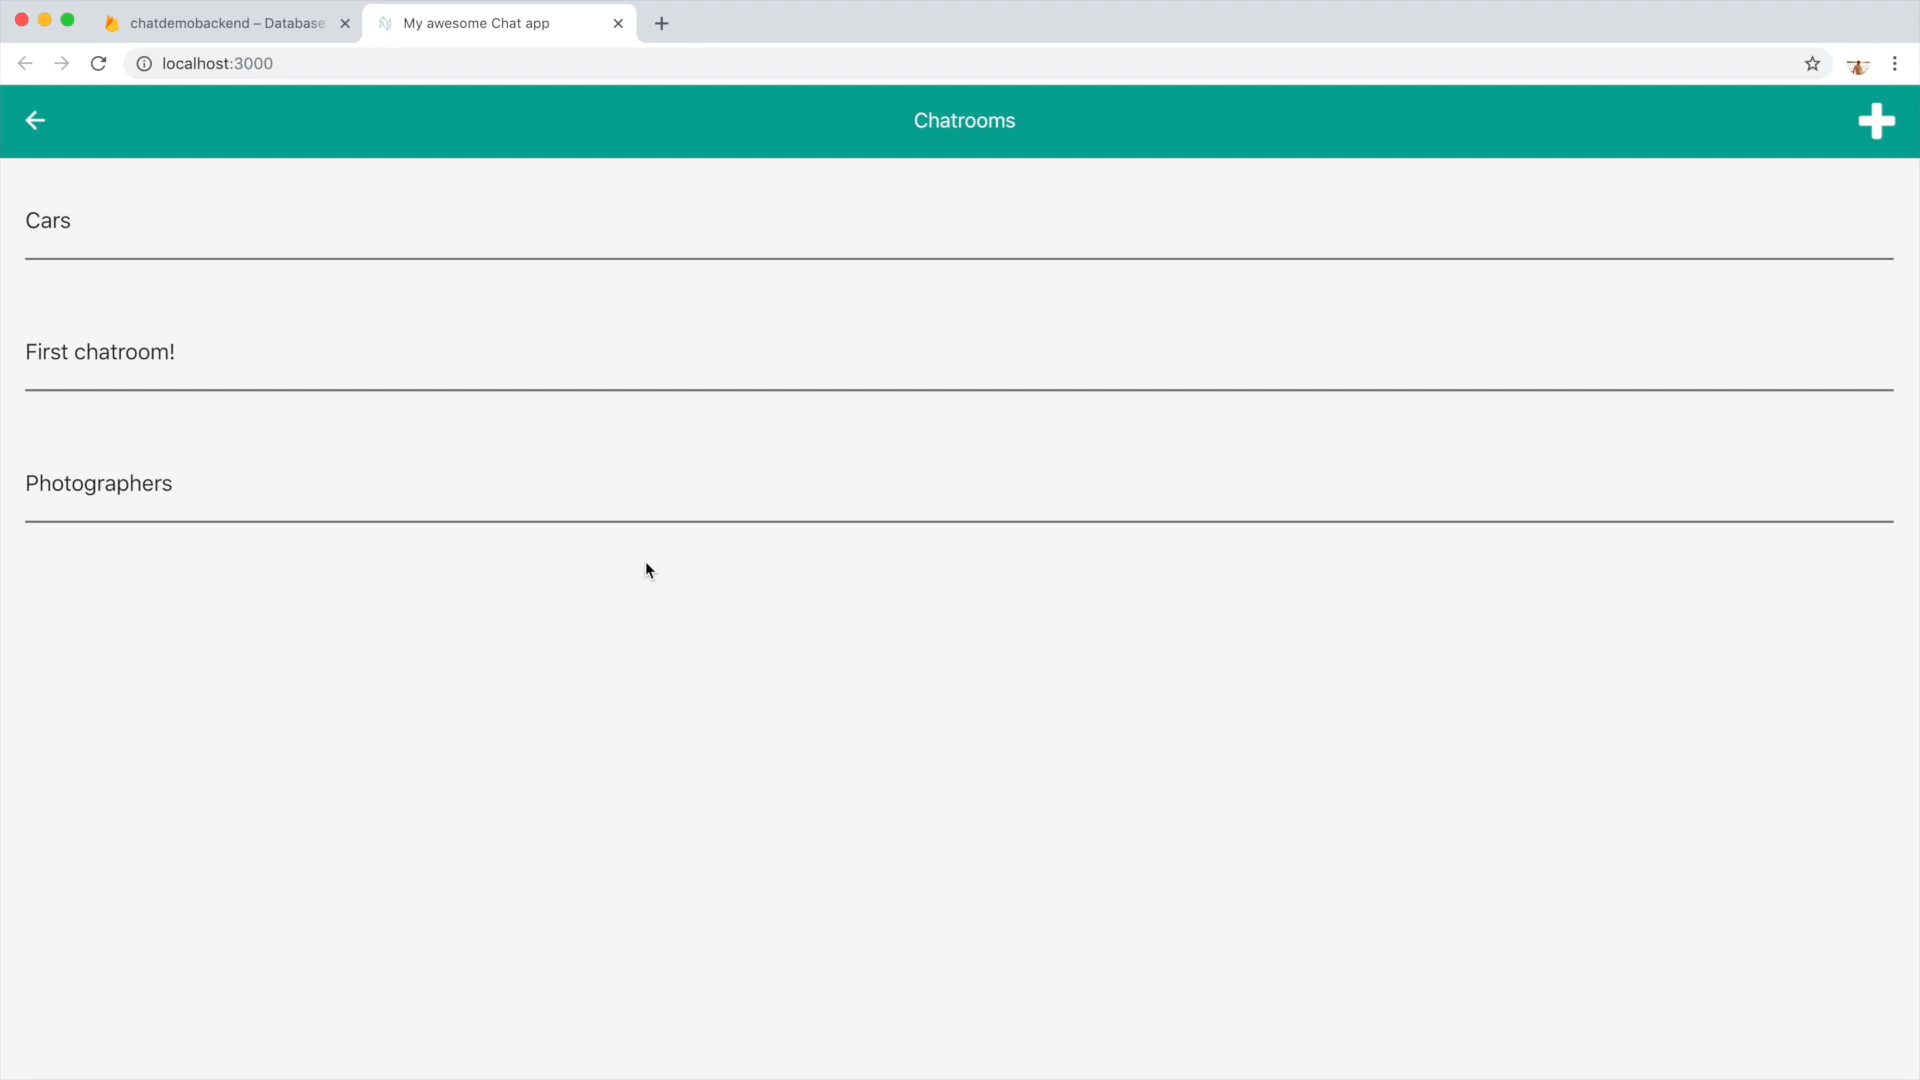 chatdemobackend – Database
My awesome Chat app
localhost:3000
Chatrooms
Cars
First chatroom!
Photographers